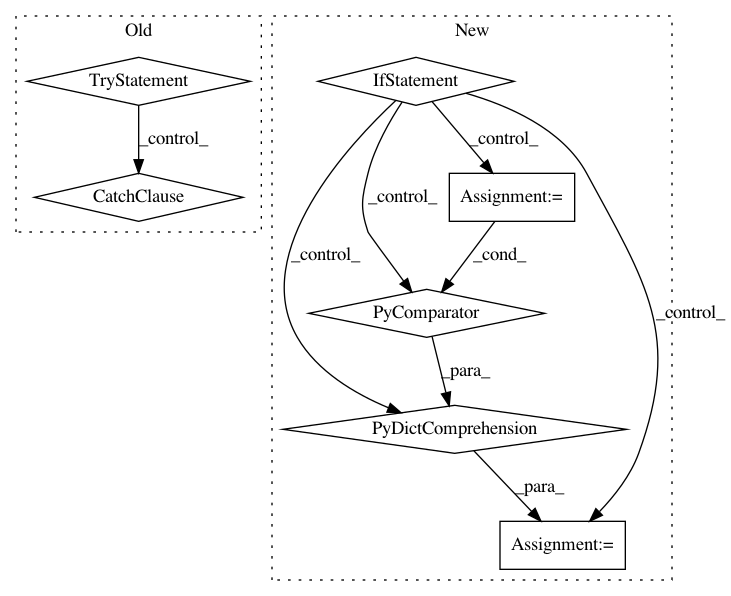 Old
New
TryStatement
IfStatement
_control_
_control_
CatchClause
_control_
Assignment:=
_control_
_cond_
_control_
PyComparator
_para_
PyDictComprehension
_para_
Assignment:=